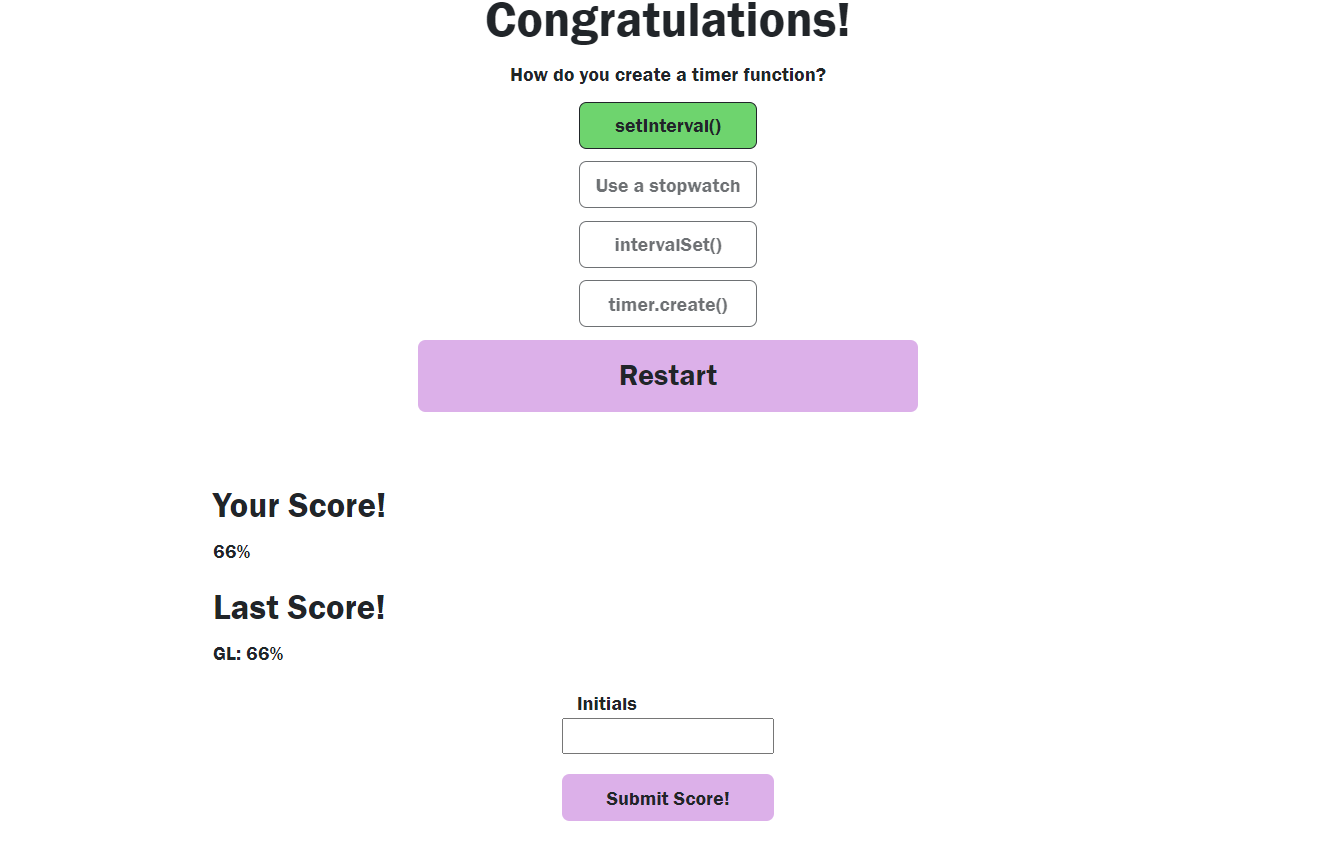 Congratulations!
How do you create a timer function?
setInterval()
Use a stopwatch
intervalSet()
timer.create()
Restart
Your Score!
66%
Last Score!
GL: 66%
Initials
Submit Score!